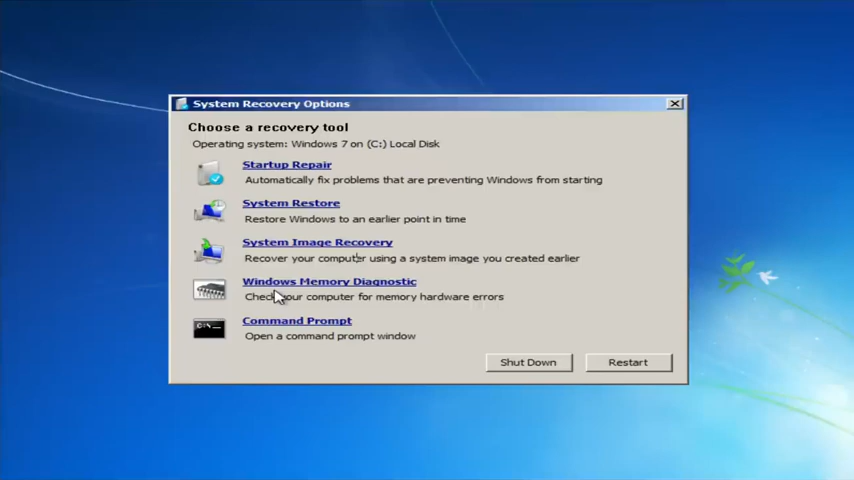 System Recovery Options
Choose a recovery tool
Operating system: Windows 7 on (C:) Local Disk
Startup Repair
Automatically fix problems that are preventing Windows from starting
System Restore
Restore Windows to an earlier point in time
System Image Recovery
Recover your computer using a system image you created earlier
Windows Memory Diagnostic
Check your computer for memory hardware errors
C:\_
Command Prompt
Open a command prompt window
Shut Down
Restart